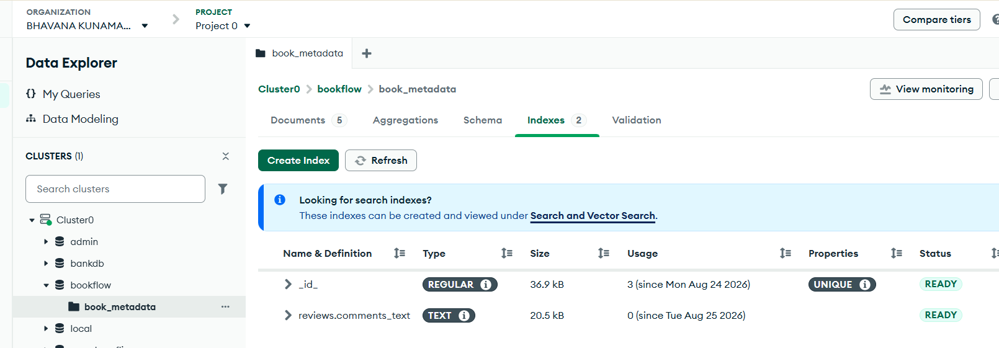 ORGANIZATION
BHAVANA KUNAMA...
PROJECT
Project 0
Compare tiers
Data Explorer
My Queries
Data Modeling
CLUSTERS (1)
Search clusters
Cluster0
admin
bankdb
bookflow
book_metadata
local
book_metadata
Cluster0 > bookflow > book_metadata
View monitoring
Documents 5 Aggregations Schema Indexes 2 Validation
Create Index Refresh
Looking for search indexes?
These indexes can be created and viewed under Search and Vector Search.
Name & Definition Type Size Usage Properties Status
_id_ REGULAR 36.9 kB 3 (since Mon Aug 24 2026) UNIQUE READY
reviews.comments_text TEXT 20.5 kB 0 (since Tue Aug 25 2026) READY